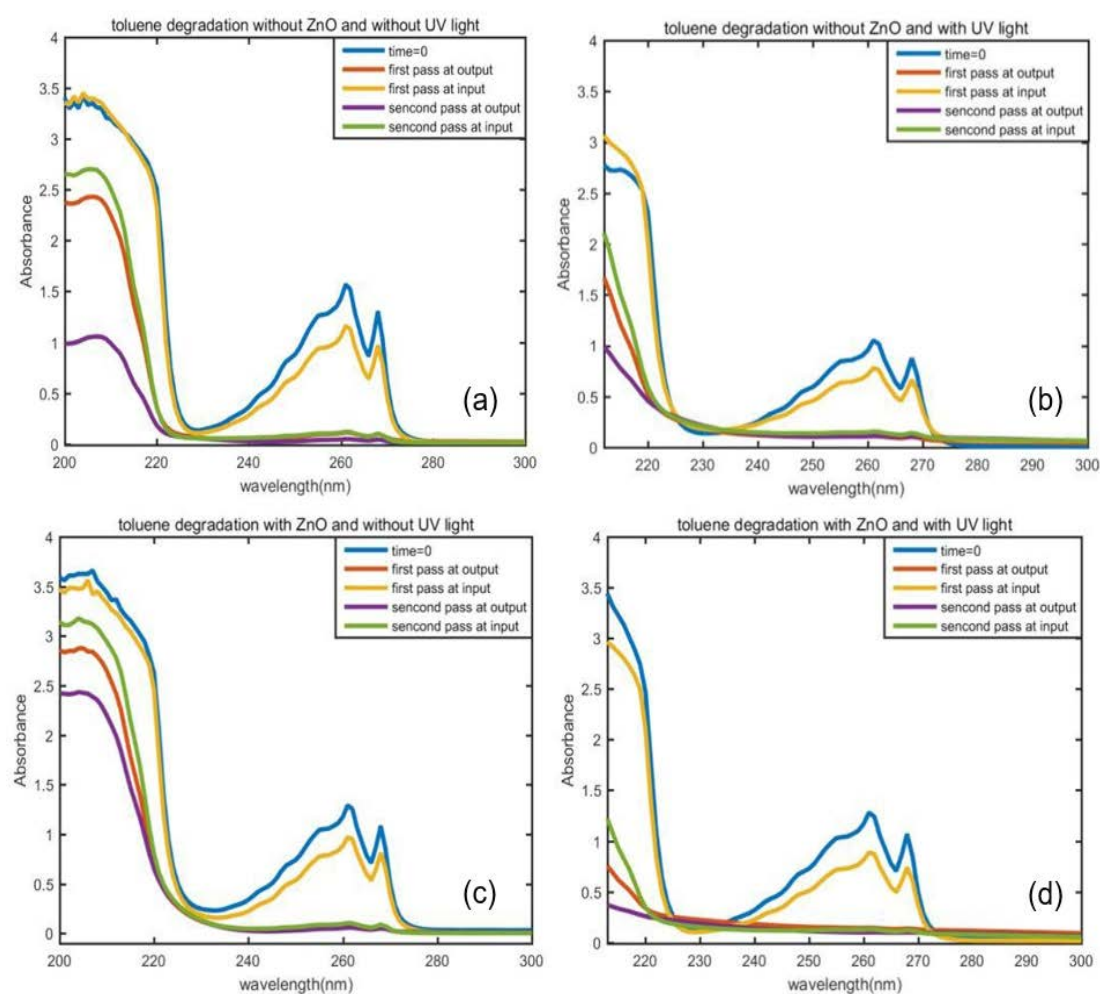 toluene degradation without ZnO and without UV light
4
3.5
3
2.5
2
1.5
1
0.5
0
Absorbance
time=0
first pass at output
first pass at input
sencond pass at output
sencond pass at input
(a)
200 220 240 260 280 300
wavelength(nm)
toluene degradation without ZnO and with UV light
4
3.5
3
2.5
2
1.5
1
0.5
0
Absorbance
time=0
first pass at output
first pass at input
sencond pass at output
sencond pass at input
(b)
220 230 240 250 260 270 280 290 300
wavelength(nm)
toluene degradation with ZnO and without UV light
4
3.5
3
2.5
2
1.5
1
0.5
0
Absorbance
time=0
first pass at output
first pass at input
sencond pass at output
sencond pass at input
(c)
200 220 240 260 280 300
wavelength(nm)
toluene degradation with ZnO and with UV light
4
3.5
3
2.5
2
1.5
1
0.5
0
Absorbance
time=0
first pass at output
first pass at input
sencond pass at output
sencond pass at input
(d)
220 230 240 250 260 270 280 290 300
wavelength(nm)